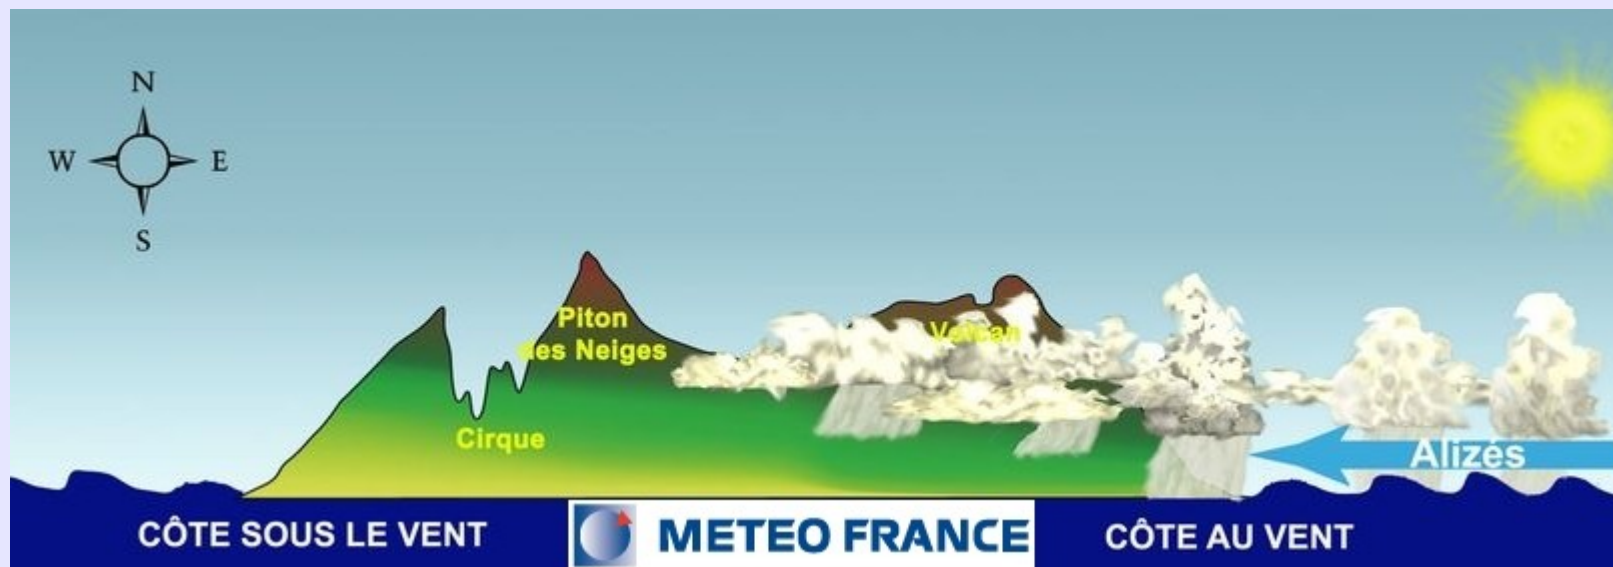 N
W E
S
Piton
des Neiges
Volcan
Cirque
Alizés
CÔTE SOUS LE VENT
METEO FRANCE
CÔTE AU VENT